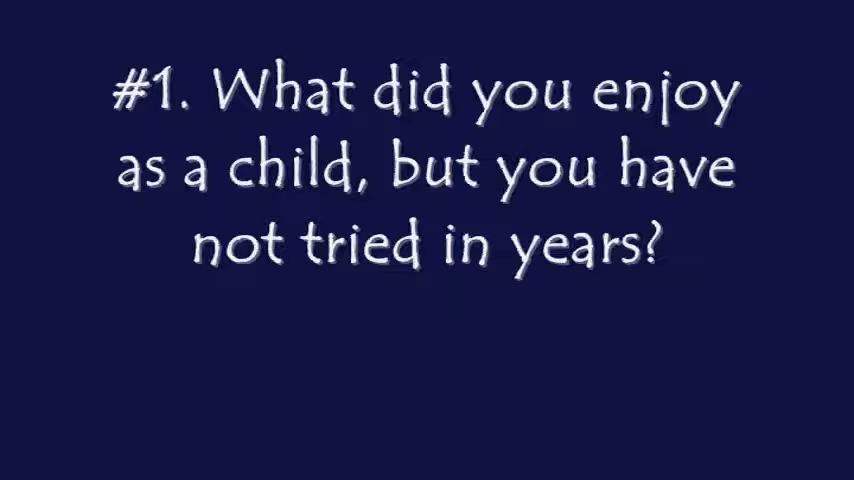 #1. What did you enjoy
as a child, but you have
not tried in years?